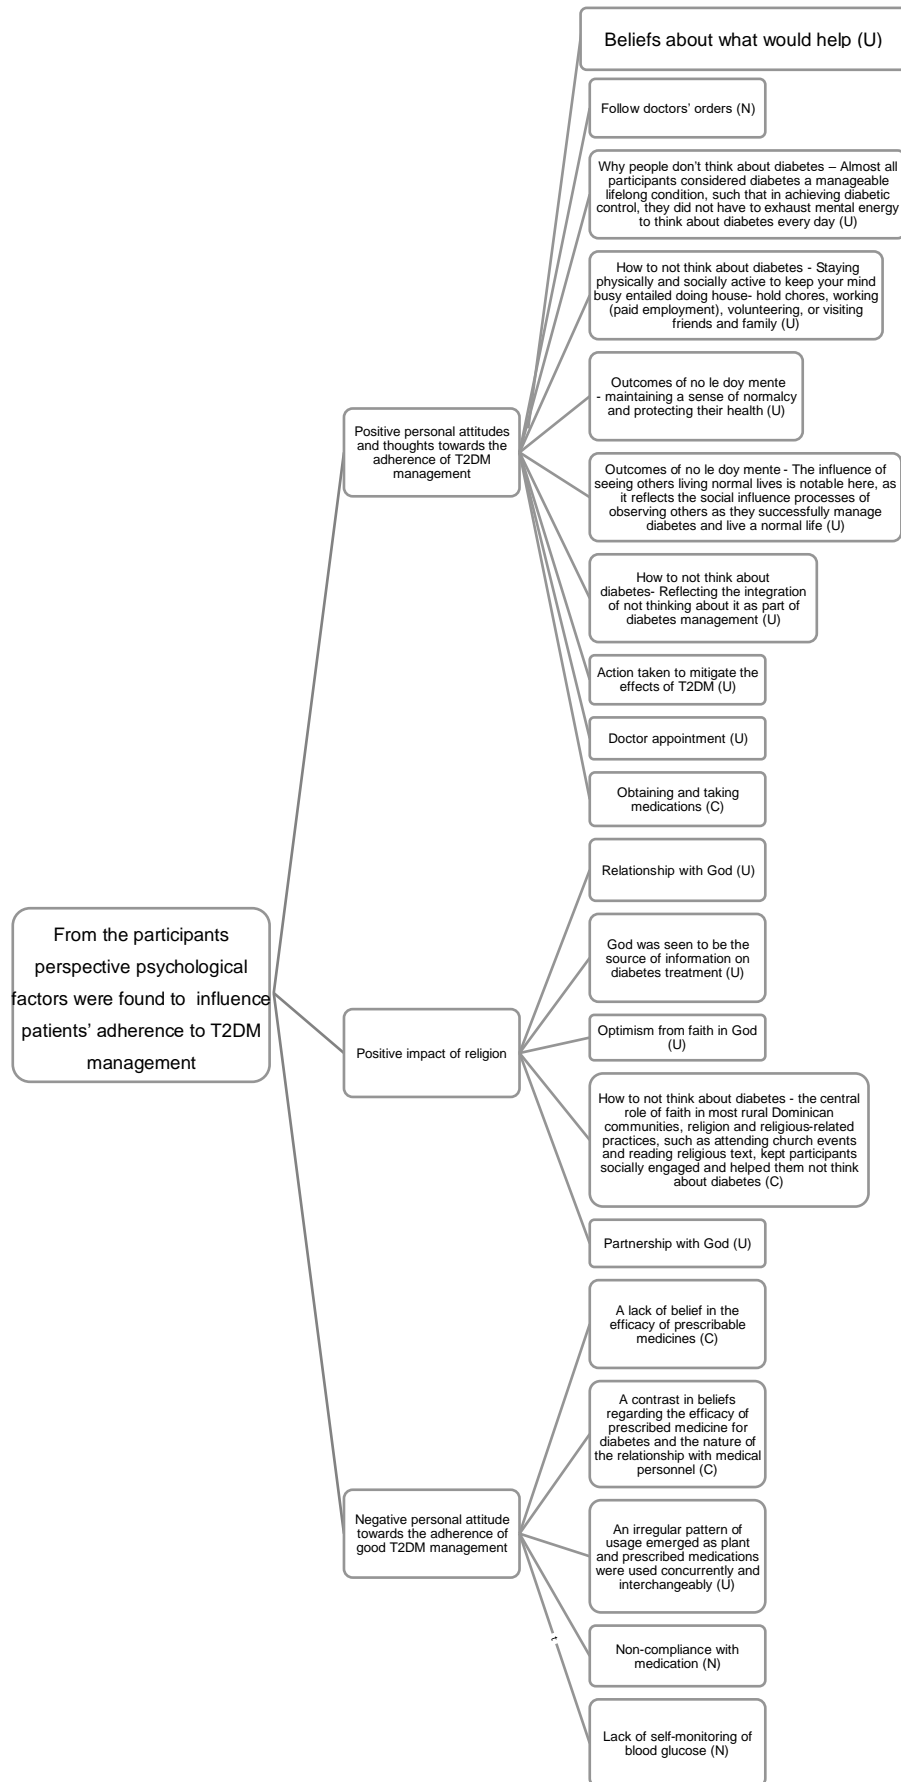 From the participants
perspective psychological
factors were found to influence
patients’ adherence to T2DM
management
Positive personal attitudes
and thoughts towards the
adherence of T2DM
management
Beliefs about what would help (U)
Follow doctors’ orders (N)
Why people don’t think about diabetes – Almost all
participants considered diabetes a manageable
lifelong condition, such that in achieving diabetic
control, they did not have to exhaust mental energy
to think about diabetes every day (U)
How to not think about diabetes - Staying
physically and socially active to keep your mind
busy entailed doing house- hold chores, working
(paid employment), volunteering, or visiting
friends and family (U)
Outcomes of no le doy mente
- maintaining a sense of normalcy
and protecting their health (U)
Outcomes of no le doy mente - The influence of
seeing others living normal lives is notable here, as
it reflects the social influence processes of
observing others as they successfully manage
diabetes and live a normal life (U)
How to not think about
diabetes- Reflecting the integration
of not thinking about it as part of
diabetes management (U)
Action taken to mitigate the
effects of T2DM (U)
Doctor appointment (U)
Obtaining and taking
medications (C)
Positive impact of religion
Relationship with God (U)
God was seen to be the
source of information on
diabetes treatment (U)
Optimism from faith in God
(U)
How to not think about diabetes - the central
role of faith in most rural Dominican
communities, religion and religious-related
practices, such as attending church events
and reading religious text, kept participants
socially engaged and helped them not think
about diabetes (C)
Partnership with God (U)
Negative personal attitude
towards the adherence of
good T2DM management
A lack of belief in the
efficacy of prescribable
medicines (C)
A contrast in beliefs
regarding the efficacy of
prescribed medicine for
diabetes and the nature of
the relationship with medical
personnel (C)
An irregular pattern of
usage emerged as plant
and prescribed medications
were used concurrently and
interchangeably (U)
Non-compliance with
medication (N)
t
Lack of self-monitoring of
blood glucose (N)